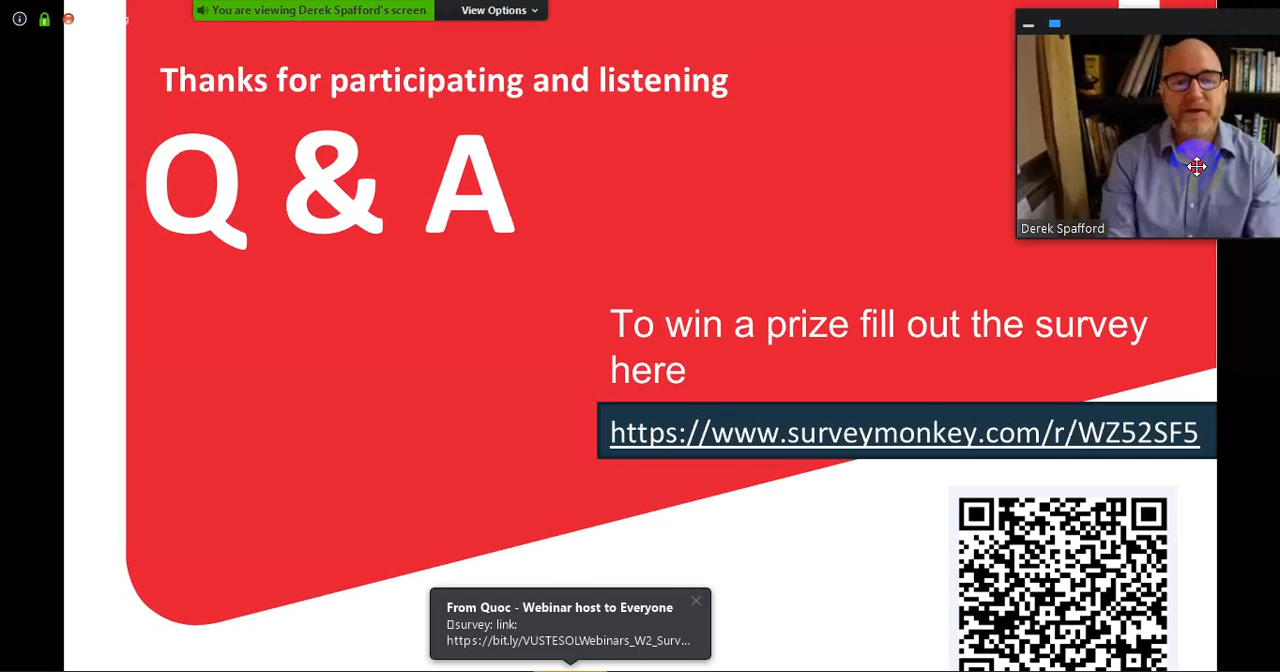 You are viewing Derek Spafford's screen
View Options
Thanks for participating and listening
Q & A
Derek Spafford
To win a prize fill out the survey
here
https://www.surveymonkey.com/r/WZ52SF5
From Quoc - Webinar host to Everyone
survey: link:
https://bit.ly/VUSTESOLWebinars_W2_Surv...